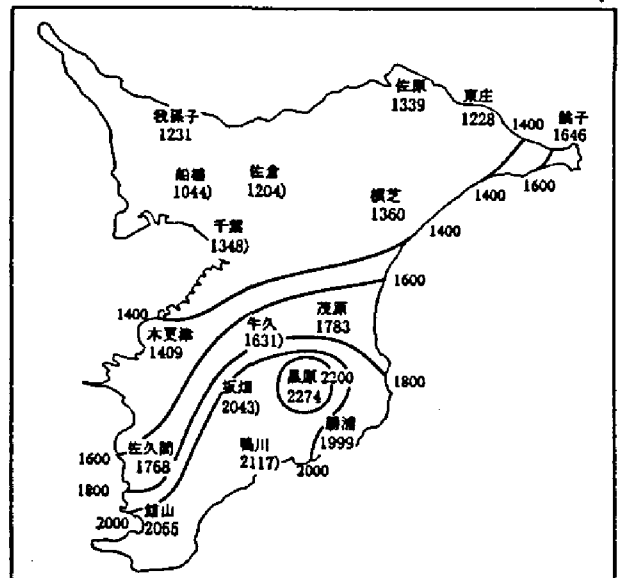 佐原
1339
東庄
1228
1400
銚子
1646
我孫子
1231
船橋
1044)
佐倉
1204)
1400
1600
横芝
1360
千葉
1348)
1400
1600
1400
木更津
1409
牛久
1631)
茂原
1783
坂畑
2043)
黒原
2274
2200
1800
勝浦
1999
佐久間
1768
1600
鴨川
2117)
2000
1800
館山
2055
2000